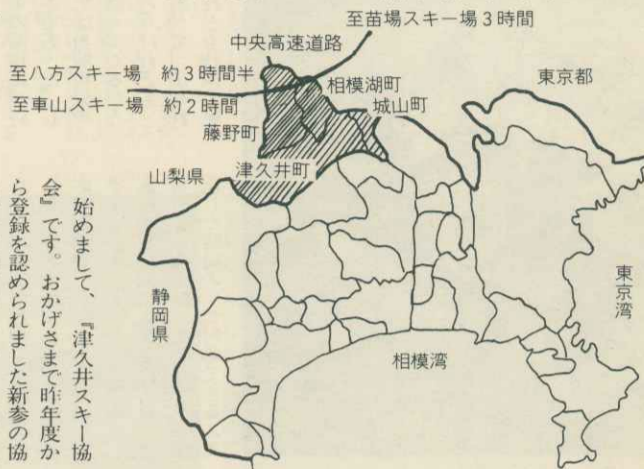 至苗場スキー場3時間
中央高速道路
至八方スキー場　約3時間半
相模湖町
東京都
至車山スキー場　約2時間
城山町
藤野町
津久井町
山梨県
静岡県
東京湾
相模湾
始めまして、『津久井スキー協
会』です。おかげさまで昨年度か
ら登録を認められました新参の協